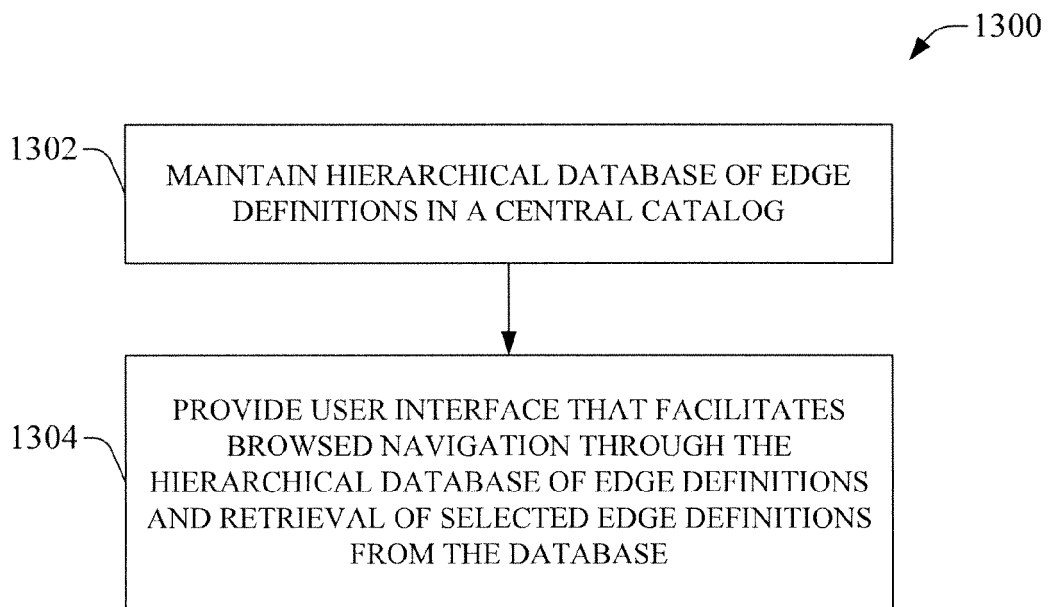 1300
1302
MAINTAIN HIERARCHICAL DATABASE OF EDGE
DEFINITIONS IN A CENTRAL CATALOG
1304
PROVIDE USER INTERFACE THAT FACILITATES
BROWSED NAVIGATION THROUGH THE
HIERARCHICAL DATABASE OF EDGE DEFINITIONS
AND RETRIEVAL OF SELECTED EDGE DEFINITIONS
FROM THE DATABASE